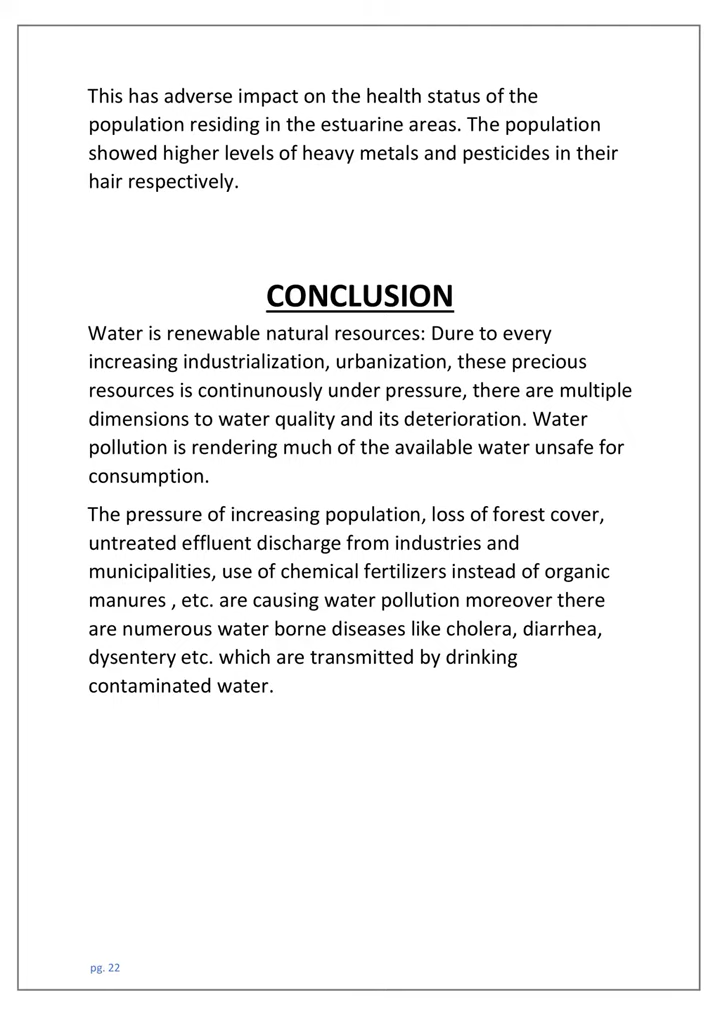 This has adverse impact on the health status of the
population residing in the estuarine areas. The population
showed higher levels of heavy metals and pesticides in their
hair respectively.
CONCLUSION
Water is renewable natural resources: Dure to every
increasing industrialization, urbanization, these precious
resources is continunously under pressure, there are multiple
dimensions to water quality and its deterioration. Water
pollution is rendering much of the available water unsafe for
consumption.
The pressure of increasing population, loss of forest cover,
untreated effluent discharge from industries and
municipalities, use of chemical fertilizers instead of organic
manures , etc. are causing water pollution moreover there
are numerous water borne diseases like cholera, diarrhea,
dysentery etc. which are transmitted by drinking
contaminated water.
pg. 22